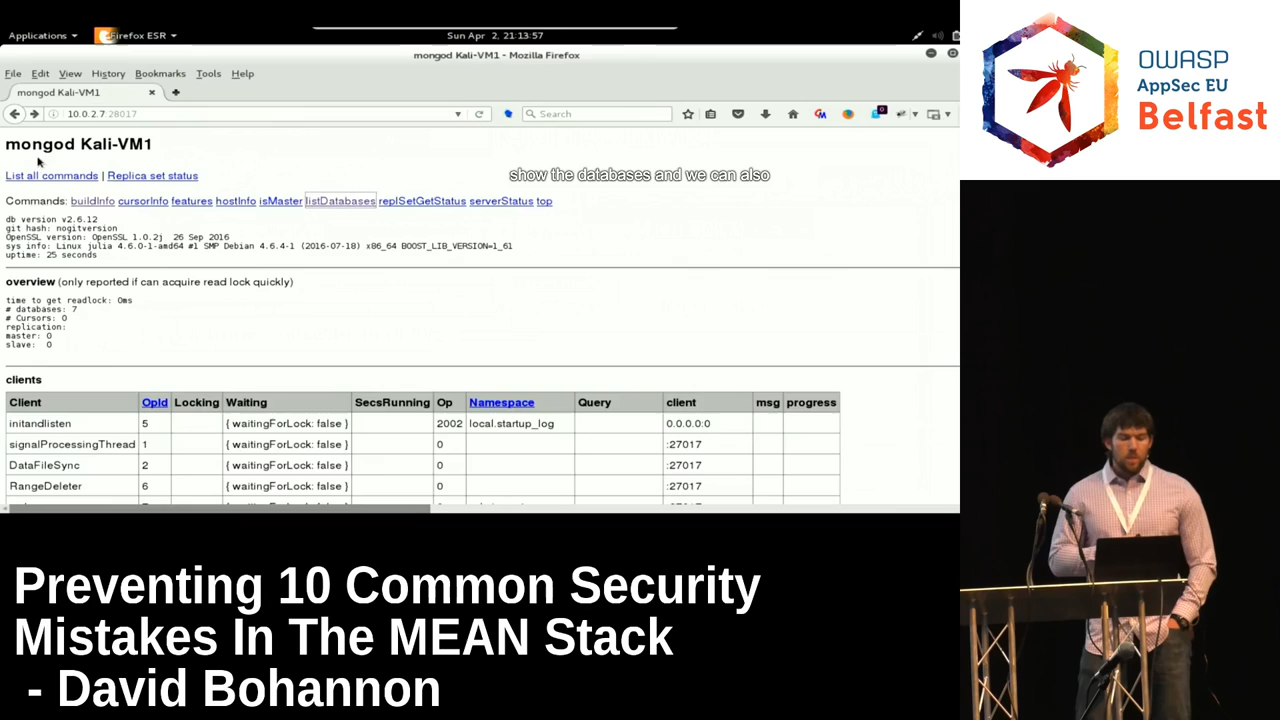 Applications
Firefox ESR
Sun Apr 2, 21:13:57
mongod Kali-VM1 - Mozilla Firefox
File Edit View History Bookmarks Tools Help
mongod Kali-VM1
10.0.2.7:28017
Search
mongod Kali-VM1
show the databases and we can also
List all commands | Replica set status
Commands: buildInfo cursorInfo features hostInfo isMaster listDatabases replSetGetStatus serverStatus top
db version v2.6.12
git hash: nogitversion
OpenSSL version: OpenSSL 1.0.2j 26 Sep 2016
sys info: Linux julia 4.6.0-1-amd64 #1 SMP Debian 4.6.4-1 (2016-07-18) x86_64 BOOST_LIB_VERSION=1_61
uptime: 25 seconds
overview (only reported if can acquire read lock quickly)
time to get readlock: 0ms
# databases: 7
# Cursors: 0
replication:
master: 0
slave: 0
clients
Client OpId Locking Waiting SecsRunning Op Namespace Query client msg progress
initandlisten 5 { waitingForLock: false } 2002 local.startup_log 0.0.0.0:0
signalProcessingThread 1 { waitingForLock: false } 0 :27017
DataFileSync 2 { waitingForLock: false } 0 :27017
RangeDeleter 6 { waitingForLock: false } 0 :27017
OWASP
AppSec EU
Belfast
Preventing 10 Common Security
Mistakes In The MEAN Stack
- David Bohannon